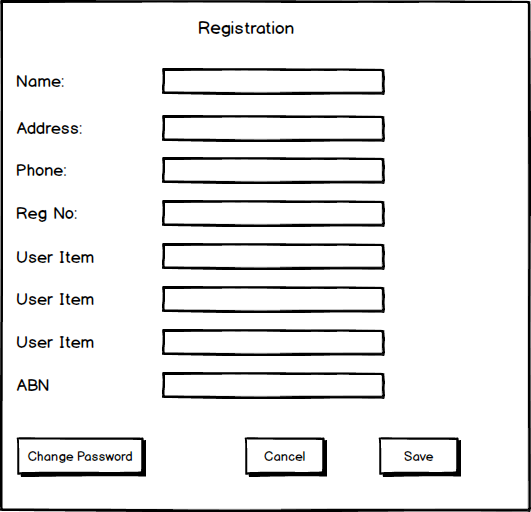 Registration
Name:
Address:
Phone:
Reg No:
User Item
User Item
User Item
ABN
Change Password Cancel Save